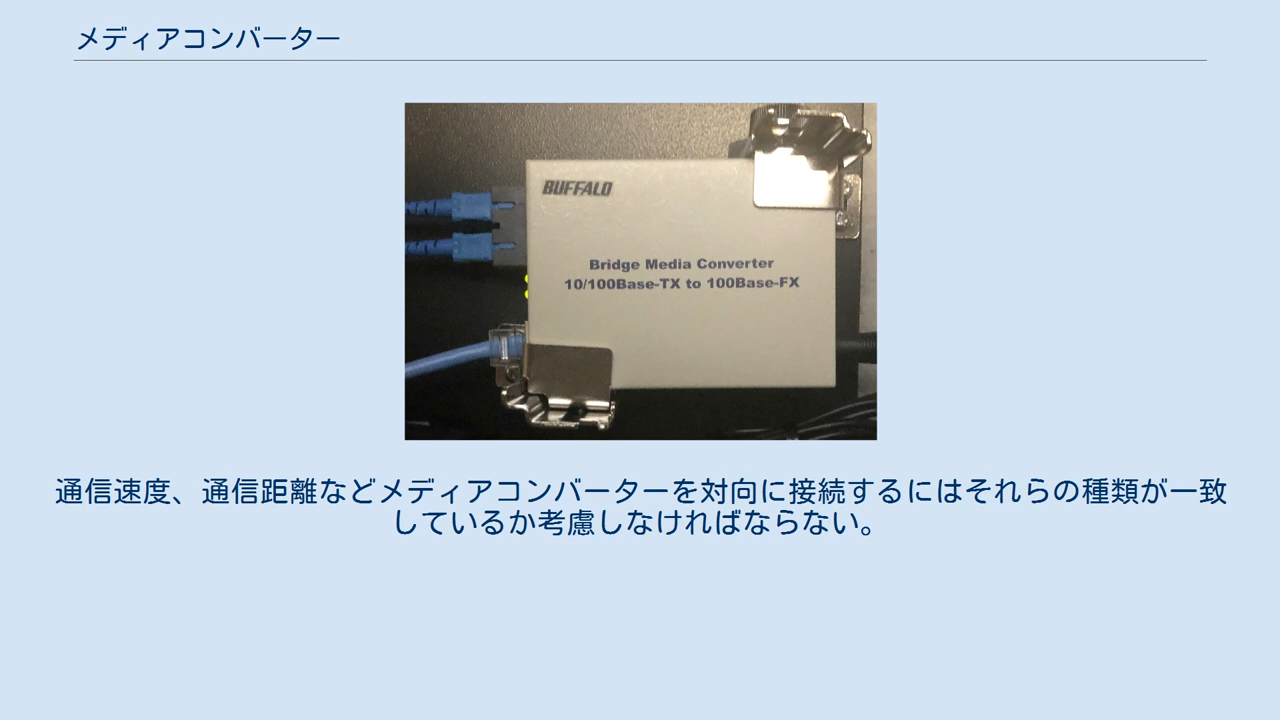 メディアコンバーター
BUFFALO
Bridge Media Converter
10/100Base-TX to 100Base-FX
通信速度、通信距離などメディアコンバーターを対向に接続するにはそれらの種類が一致
しているか考慮しなければならない。